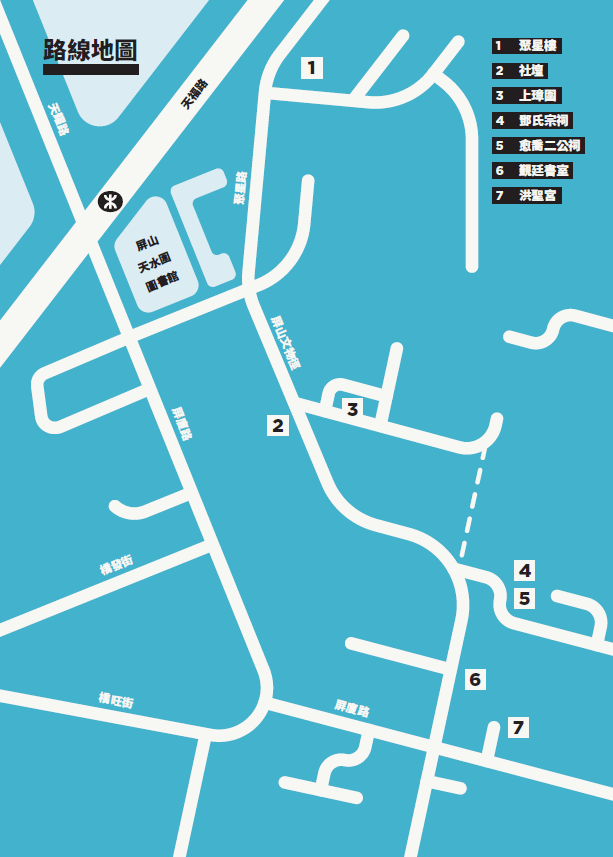 路線地圖
1 聚星樓
2 社壇
3 上璋圍
4 鄧氏宗祠
5 愈喬二公祠
6 覲廷書室
7 洪聖宮
1
天福路
天福路
聚星路
屏山
天水圍
圖書館
屏山文物徑
3
2
屏廈路
4
橋發街
5
6
橋旺街
屏廈路
7